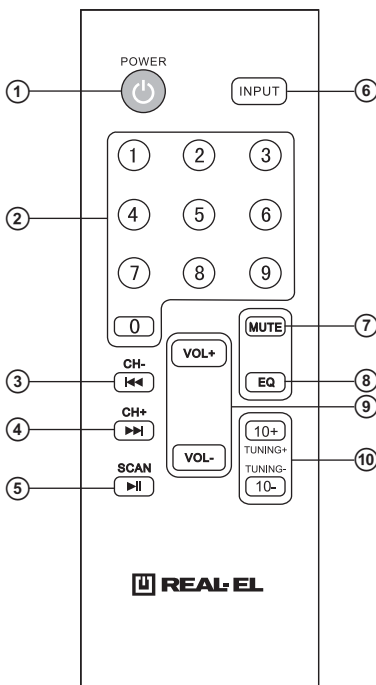 POWER
1
INPUT
6
1 2 3
2
4 5 6
7 8 9
0
MUTE
7
CH-
VOL+
3
EQ
8
9
CH+
4
10+
TUNING+
10
SCAN
VOL-
TUNING-
5
10-
REAL-EL